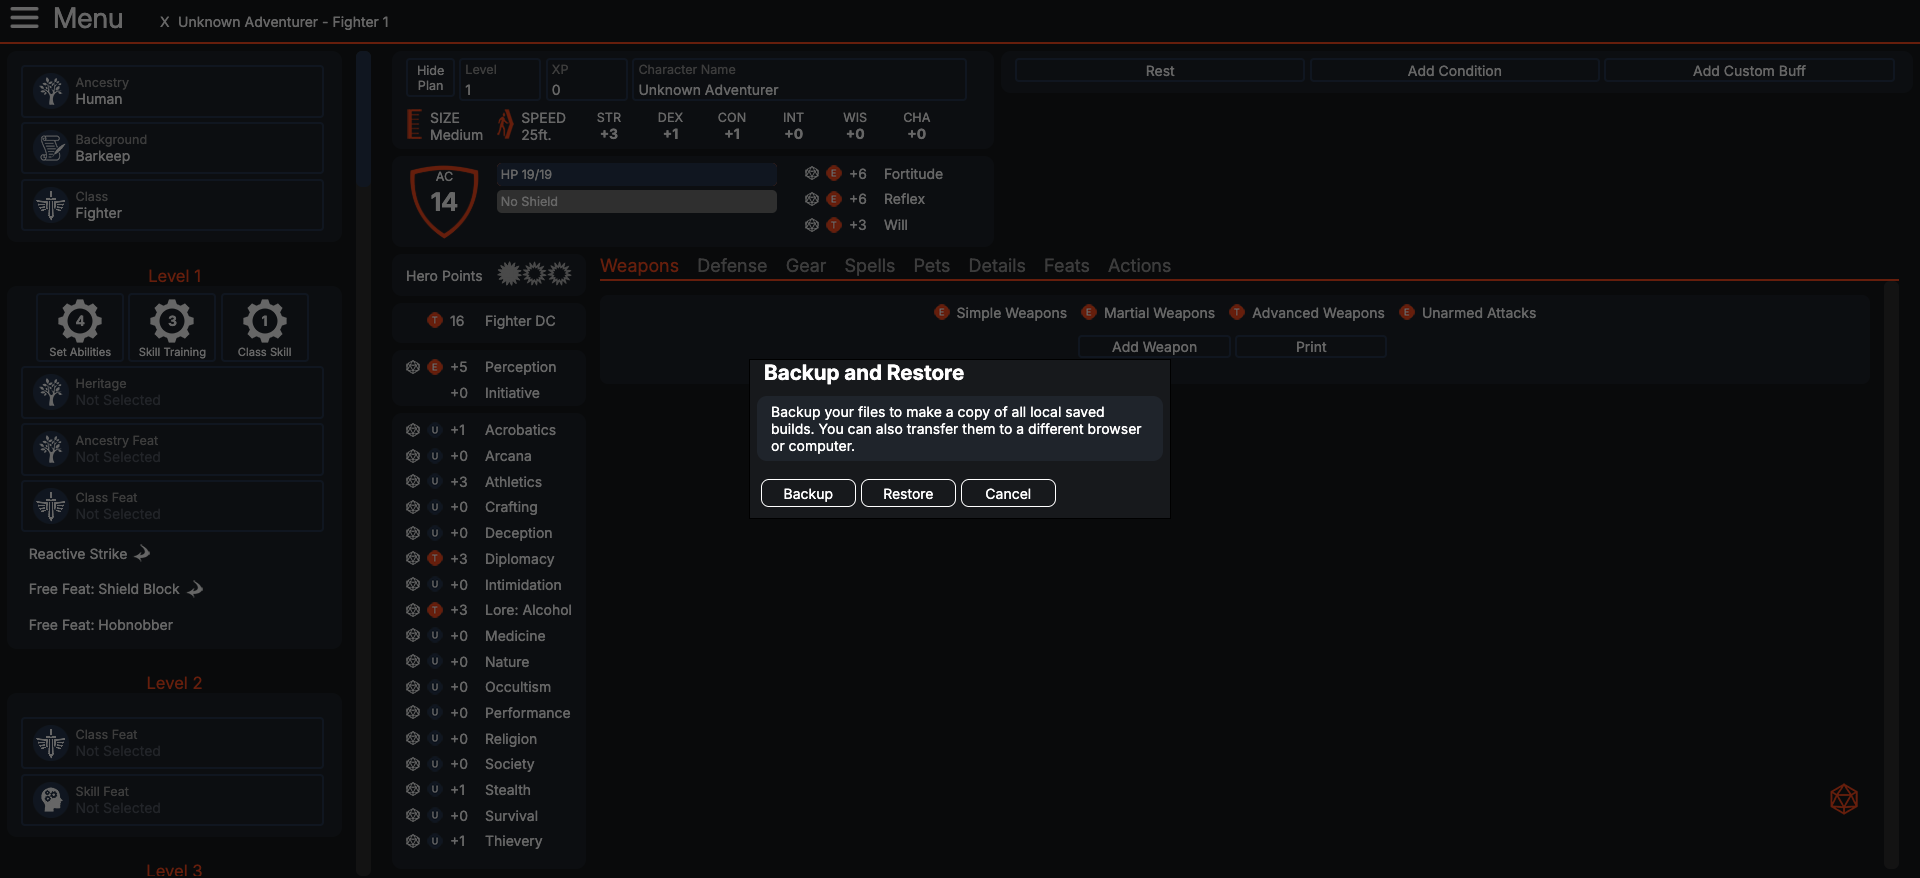 Menu
X Unknown Adventurer - Fighter 1
Ancestry
Human
Background
Barkeep
Class
Fighter
Level 1
4
Set Abilities
3
Skill Training
1
Class Skill
Heritage
Not Selected
Ancestry Feat
Not Selected
Class Feat
Not Selected
Reactive Strike
Free Feat: Shield Block
Free Feat: Hobnobber
Level 2
Class Feat
Not Selected
Skill Feat
Not Selected
Level 3
Hide
Plan
Level
1
XP
0
Character Name
Unknown Adventurer
SIZE
Medium
SPEED
25ft.
STR
+3
DEX
+1
CON
+1
INT
+0
WIS
+0
CHA
+0
AC
14
HP 19/19
No Shield
E +6 Fortitude
E +6 Reflex
T +3 Will
Rest
Add Condition
Add Custom Buff
Hero Points
T 16 Fighter DC
E +5 Perception
+0 Initiative
U +1 Acrobatics
U +0 Arcana
U +3 Athletics
U +0 Crafting
U +0 Deception
T +3 Diplomacy
U +0 Intimidation
T +3 Lore: Alcohol
U +0 Medicine
U +0 Nature
U +0 Occultism
U +0 Performance
U +0 Religion
U +0 Society
U +1 Stealth
U +0 Survival
U +1 Thievery
Weapons Defense Gear Spells Pets Details Feats Actions
E Simple Weapons E Martial Weapons T Advanced Weapons E Unarmed Attacks
Add Weapon
Print
Backup and Restore
Backup your files to make a copy of all local saved
builds. You can also transfer them to a different browser
or computer.
Backup
Restore
Cancel